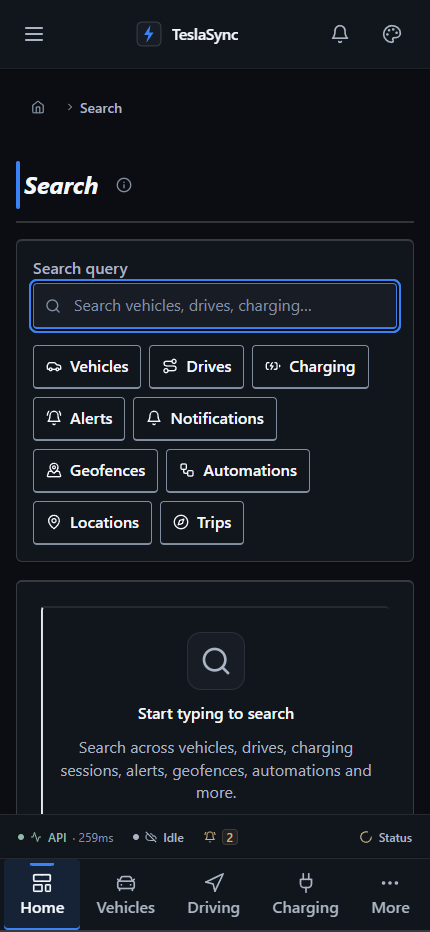 TeslaSync
Search
Search
Search query
Search vehicles, drives, charging...
Vehicles Drives Charging
Alerts Notifications
Geofences Automations
Locations Trips
Start typing to search
Search across vehicles, drives, charging
sessions, alerts, geofences, automations and
more.
API · 259ms Idle 2 Status
Home Vehicles Driving Charging More